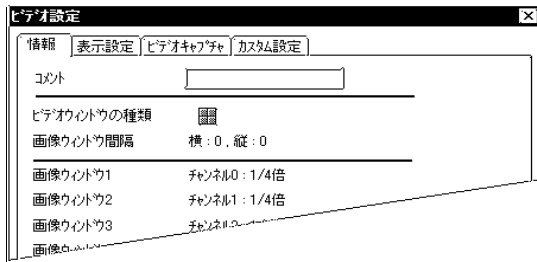 ビデオ設定
情報 表示設定 ビデオキャプチャ カスタム設定
コメント
ビデオウィンドウの種類
画像ウィンドウ間隔 横：0，縦：0
画像ウィンドウ1 チャンネル0：1/4倍
画像ウィンドウ2 チャンネル1：1/4倍
画像ウィンドウ3